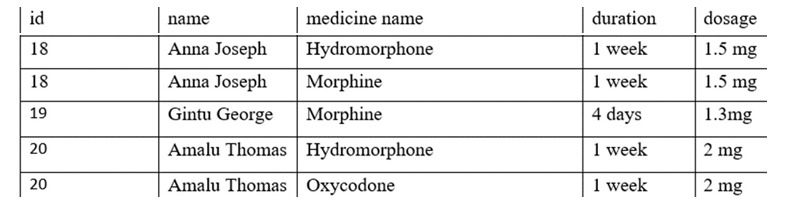 id name medicine name duration dosage
18 Anna Joseph Hydromorphone 1 week 1.5 mg
18 Anna Joseph Morphine 1 week 1.5 mg
19 Gintu George Morphine 4 days 1.3mg
20 Amalu Thomas Hydromorphone 1 week 2 mg
20 Amalu Thomas Oxycodone 1 week 2 mg